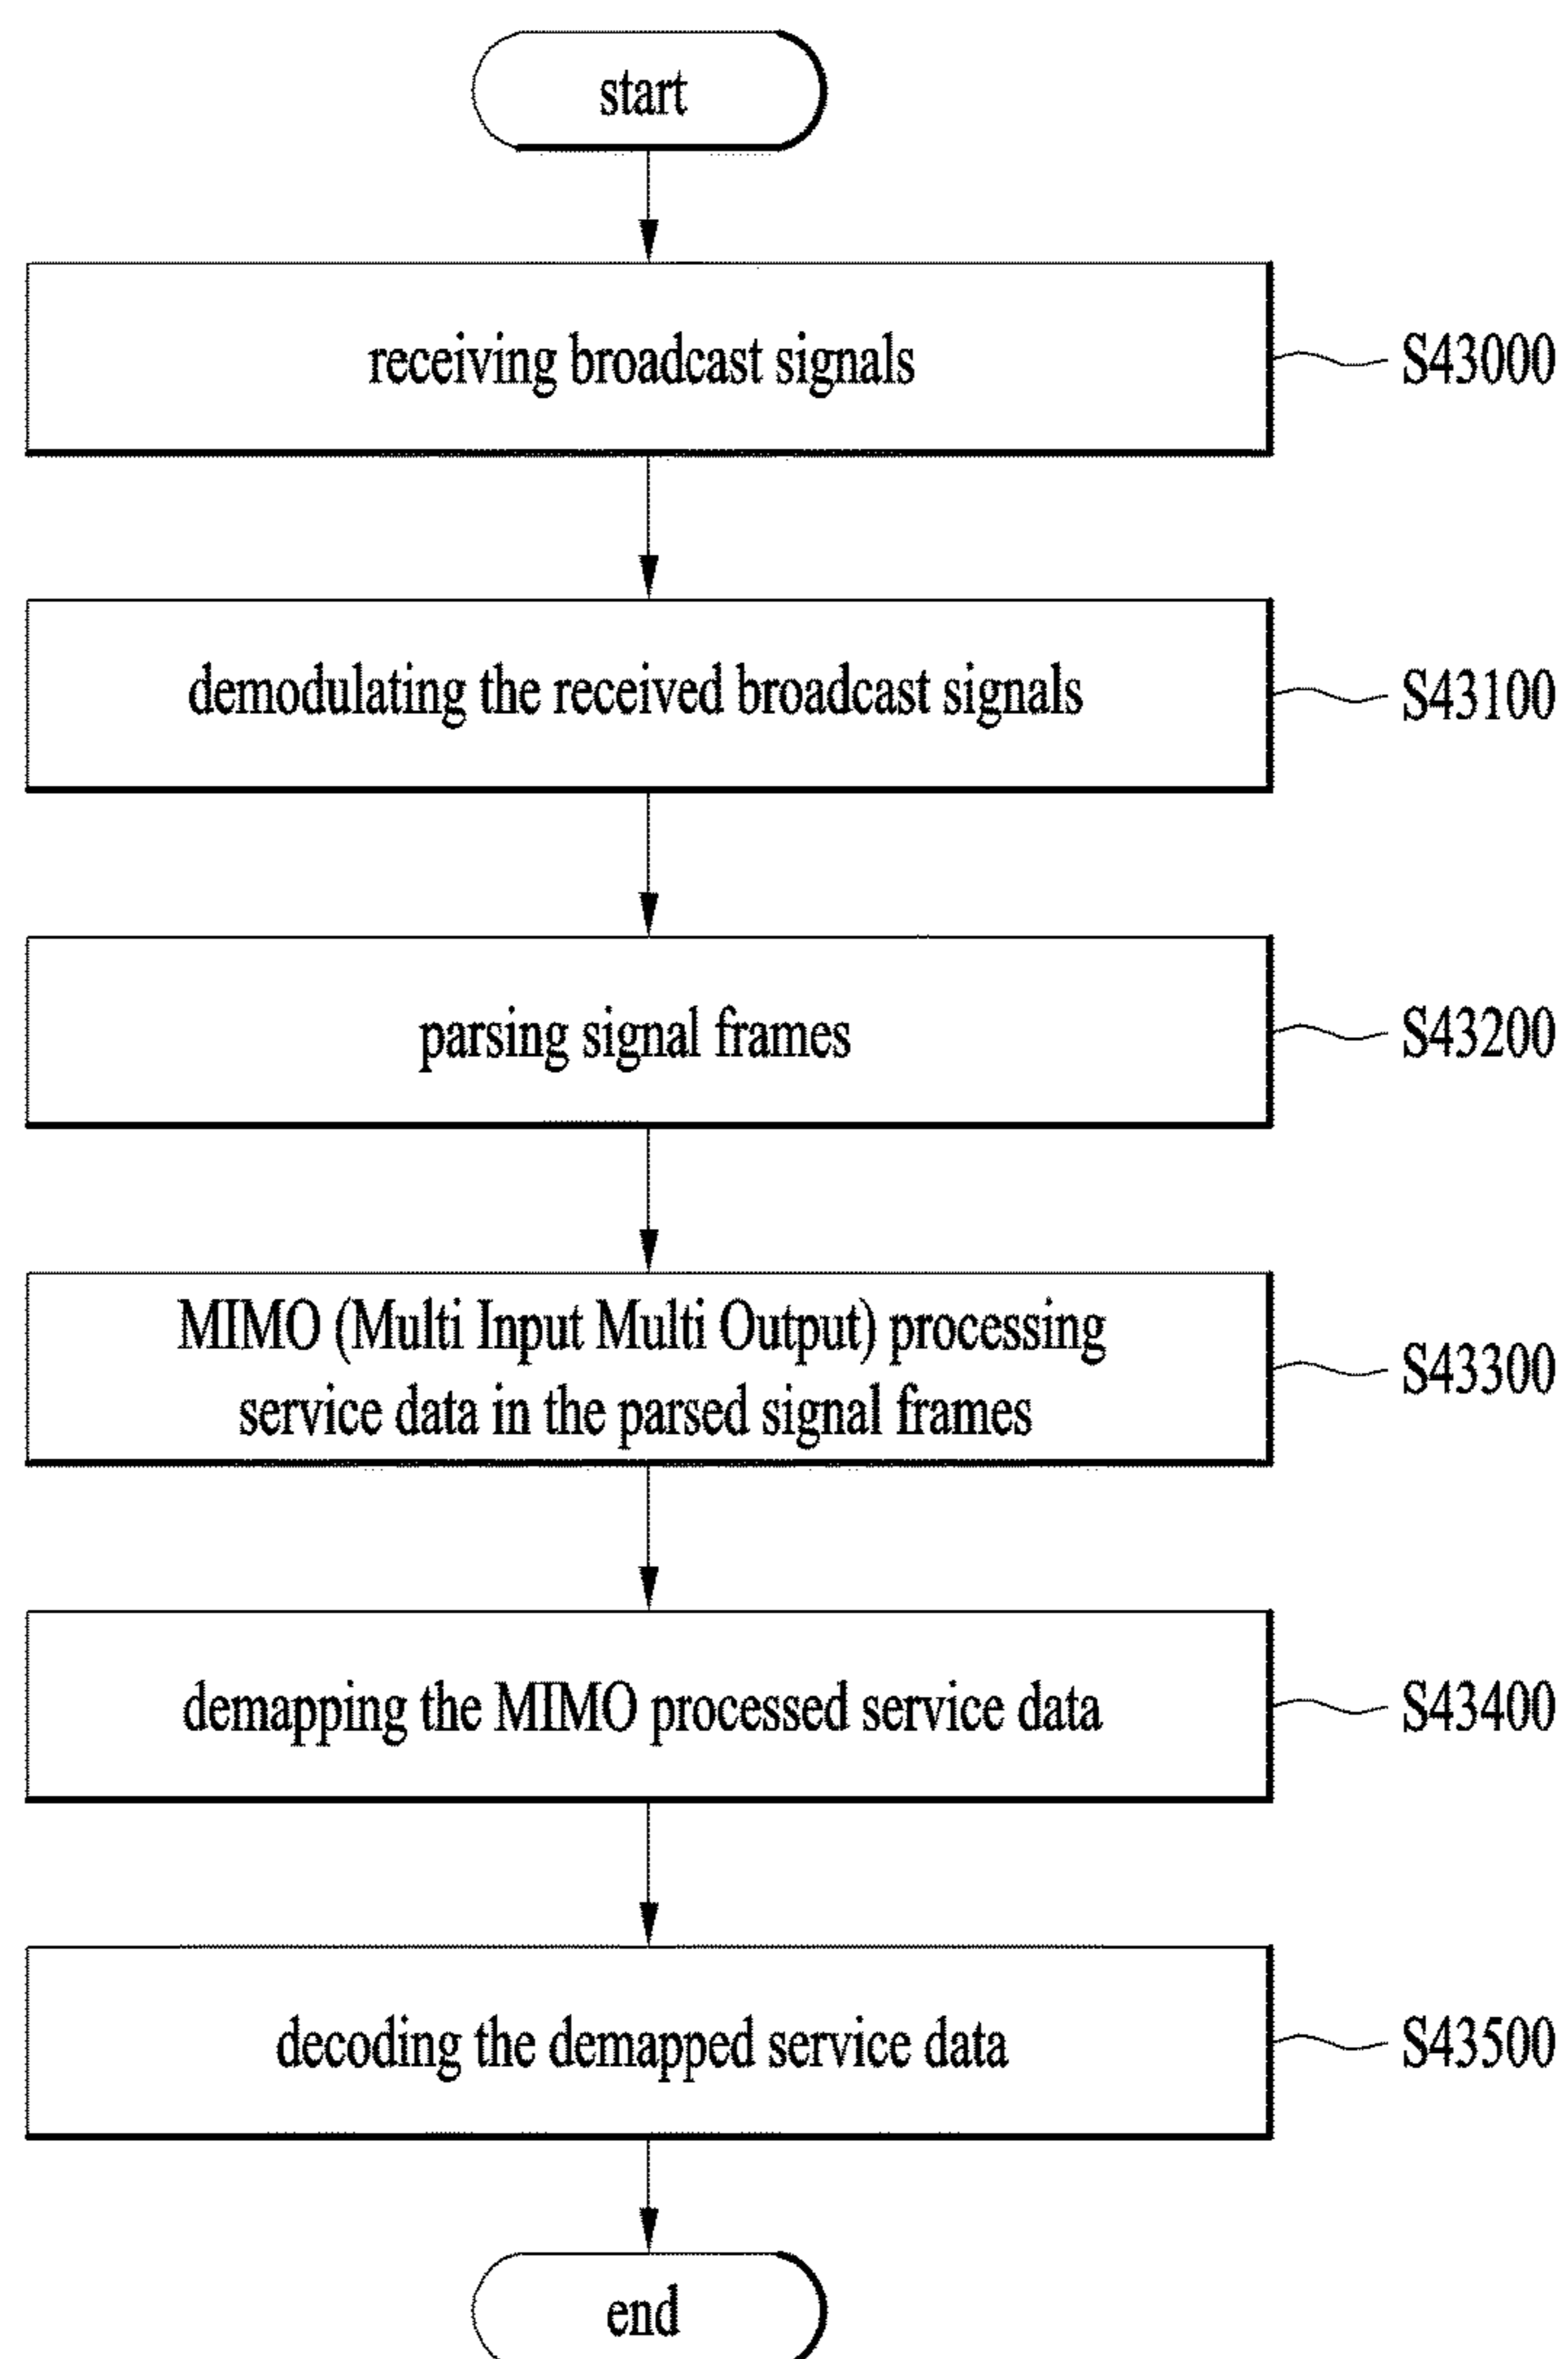 start
receiving broadcast signals
S43000
demodulating the received broadcast signals
S43100
parsing signal frames
S43200
MIMO (Multi Input Multi Output) processing
service data in the parsed signal frames
S43300
demapping the MIMO processed service data
S43400
decoding the demapped service data
S43500
end